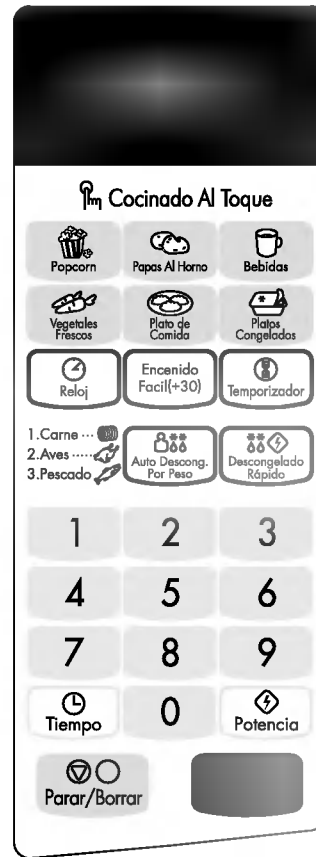 Cocinado Al Toque
Popcorn
Papas Al Horno
Bebidas
Vegetales
Frescos
Plato de
Comida
Platos
Congelados
Reloj
Encenido
Facil(+30)
Temporizador
1.Carne ...
2.Aves .....
3.Pescado
Auto Descong.
Por Peso
Descongelado
Rápido
1
2
3
4
5
6
7
8
9
Tiempo
0
Potencia
Parar/Borrar